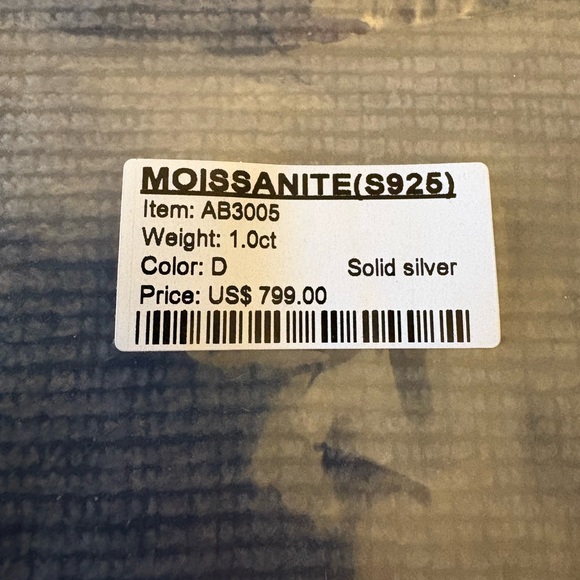 MOISSANITE(S925)
Item: AB3005
Weight: 1.0ct
Color: D Solid silver
Price: US$ 799.00